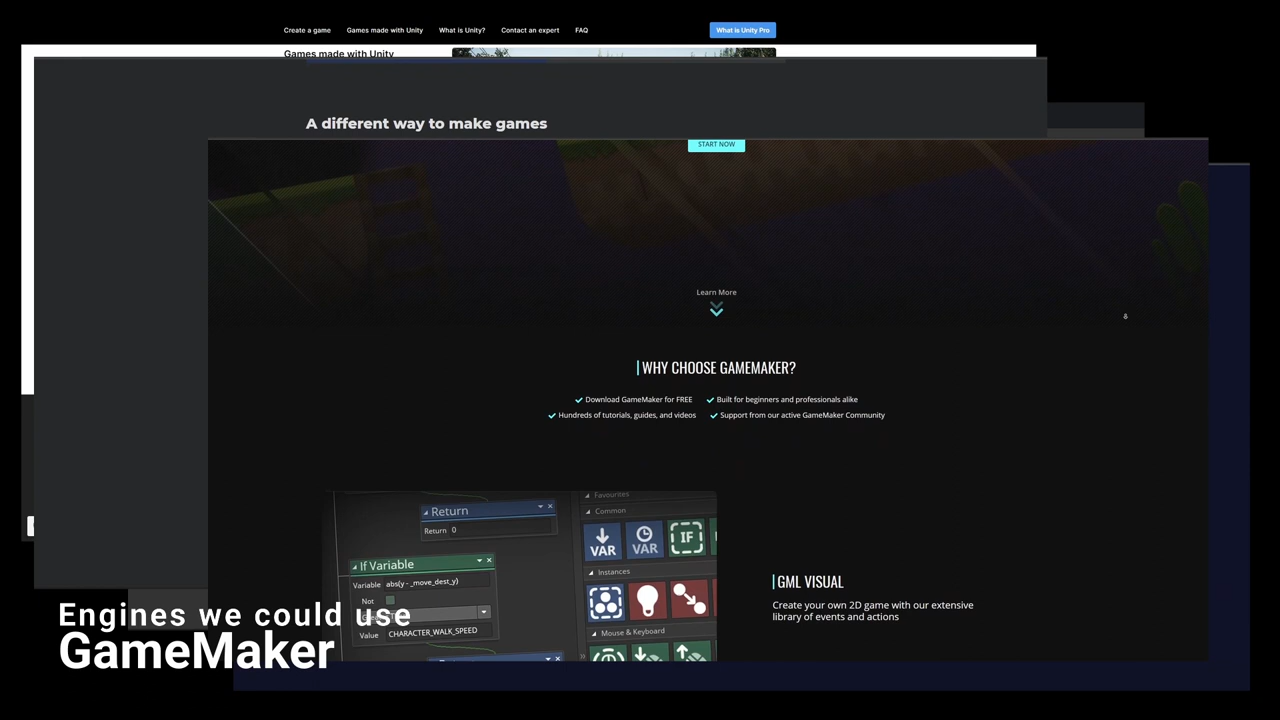 Create a game Games made with Unity What is Unity? Contact an expert FAQ What is Unity Pro
Games made with Unity
A different way to make games
START NOW
Learn More
WHY CHOOSE GAMEMAKER?
Download GameMaker for FREE Built for beginners and professionals alike
Hundreds of tutorials, guides, and videos Support from our active GameMaker Community
Favourites
Return
Common
Return 0
VAR VAR IF
If Variable
Instances
Variable abs(y - _move_dest_y)
Not
GML VISUAL
Create your own 2D game with our extensive
library of events and actions
Value CHARACTER_WALK_SPEED
Mouse & Keyboard
Engines we could use
GameMaker